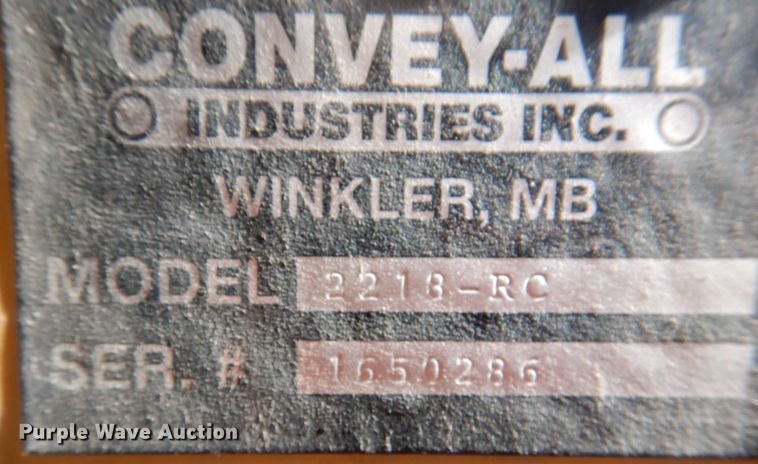 CONVEY-ALL
INDUSTRIES INC.
WINKLER, MB
MODEL 2218-RC
SER. # 1650286
Purple Wave Auction